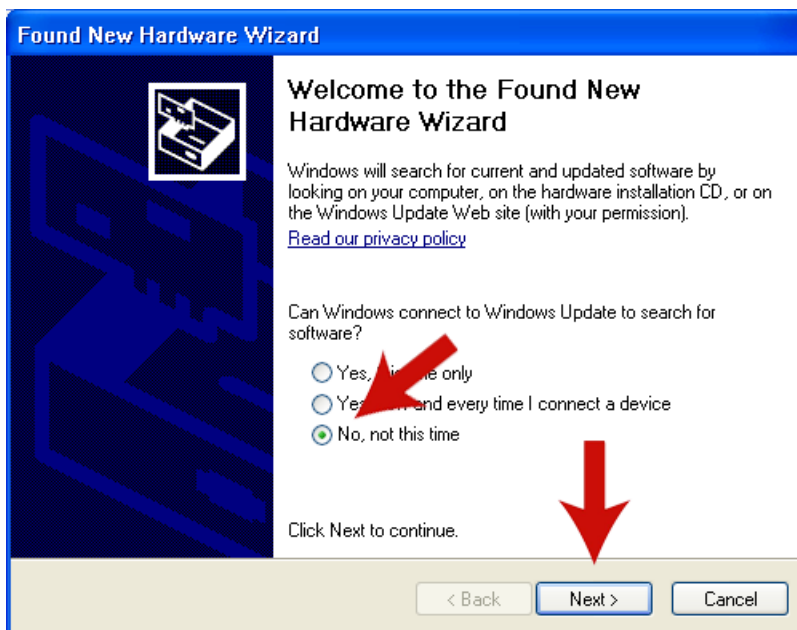 Found New Hardware Wizard
Welcome to the Found New
Hardware Wizard
Windows will search for current and updated software by
looking on your computer, on the hardware installation CD, or on
the Windows Update Web site (with your permission).
Read our privacy policy
Can Windows connect to Windows Update to search for
software?
Yes, only
and every time I connect a device
No, not this time
Click Next to continue.
< Back Next > Cancel